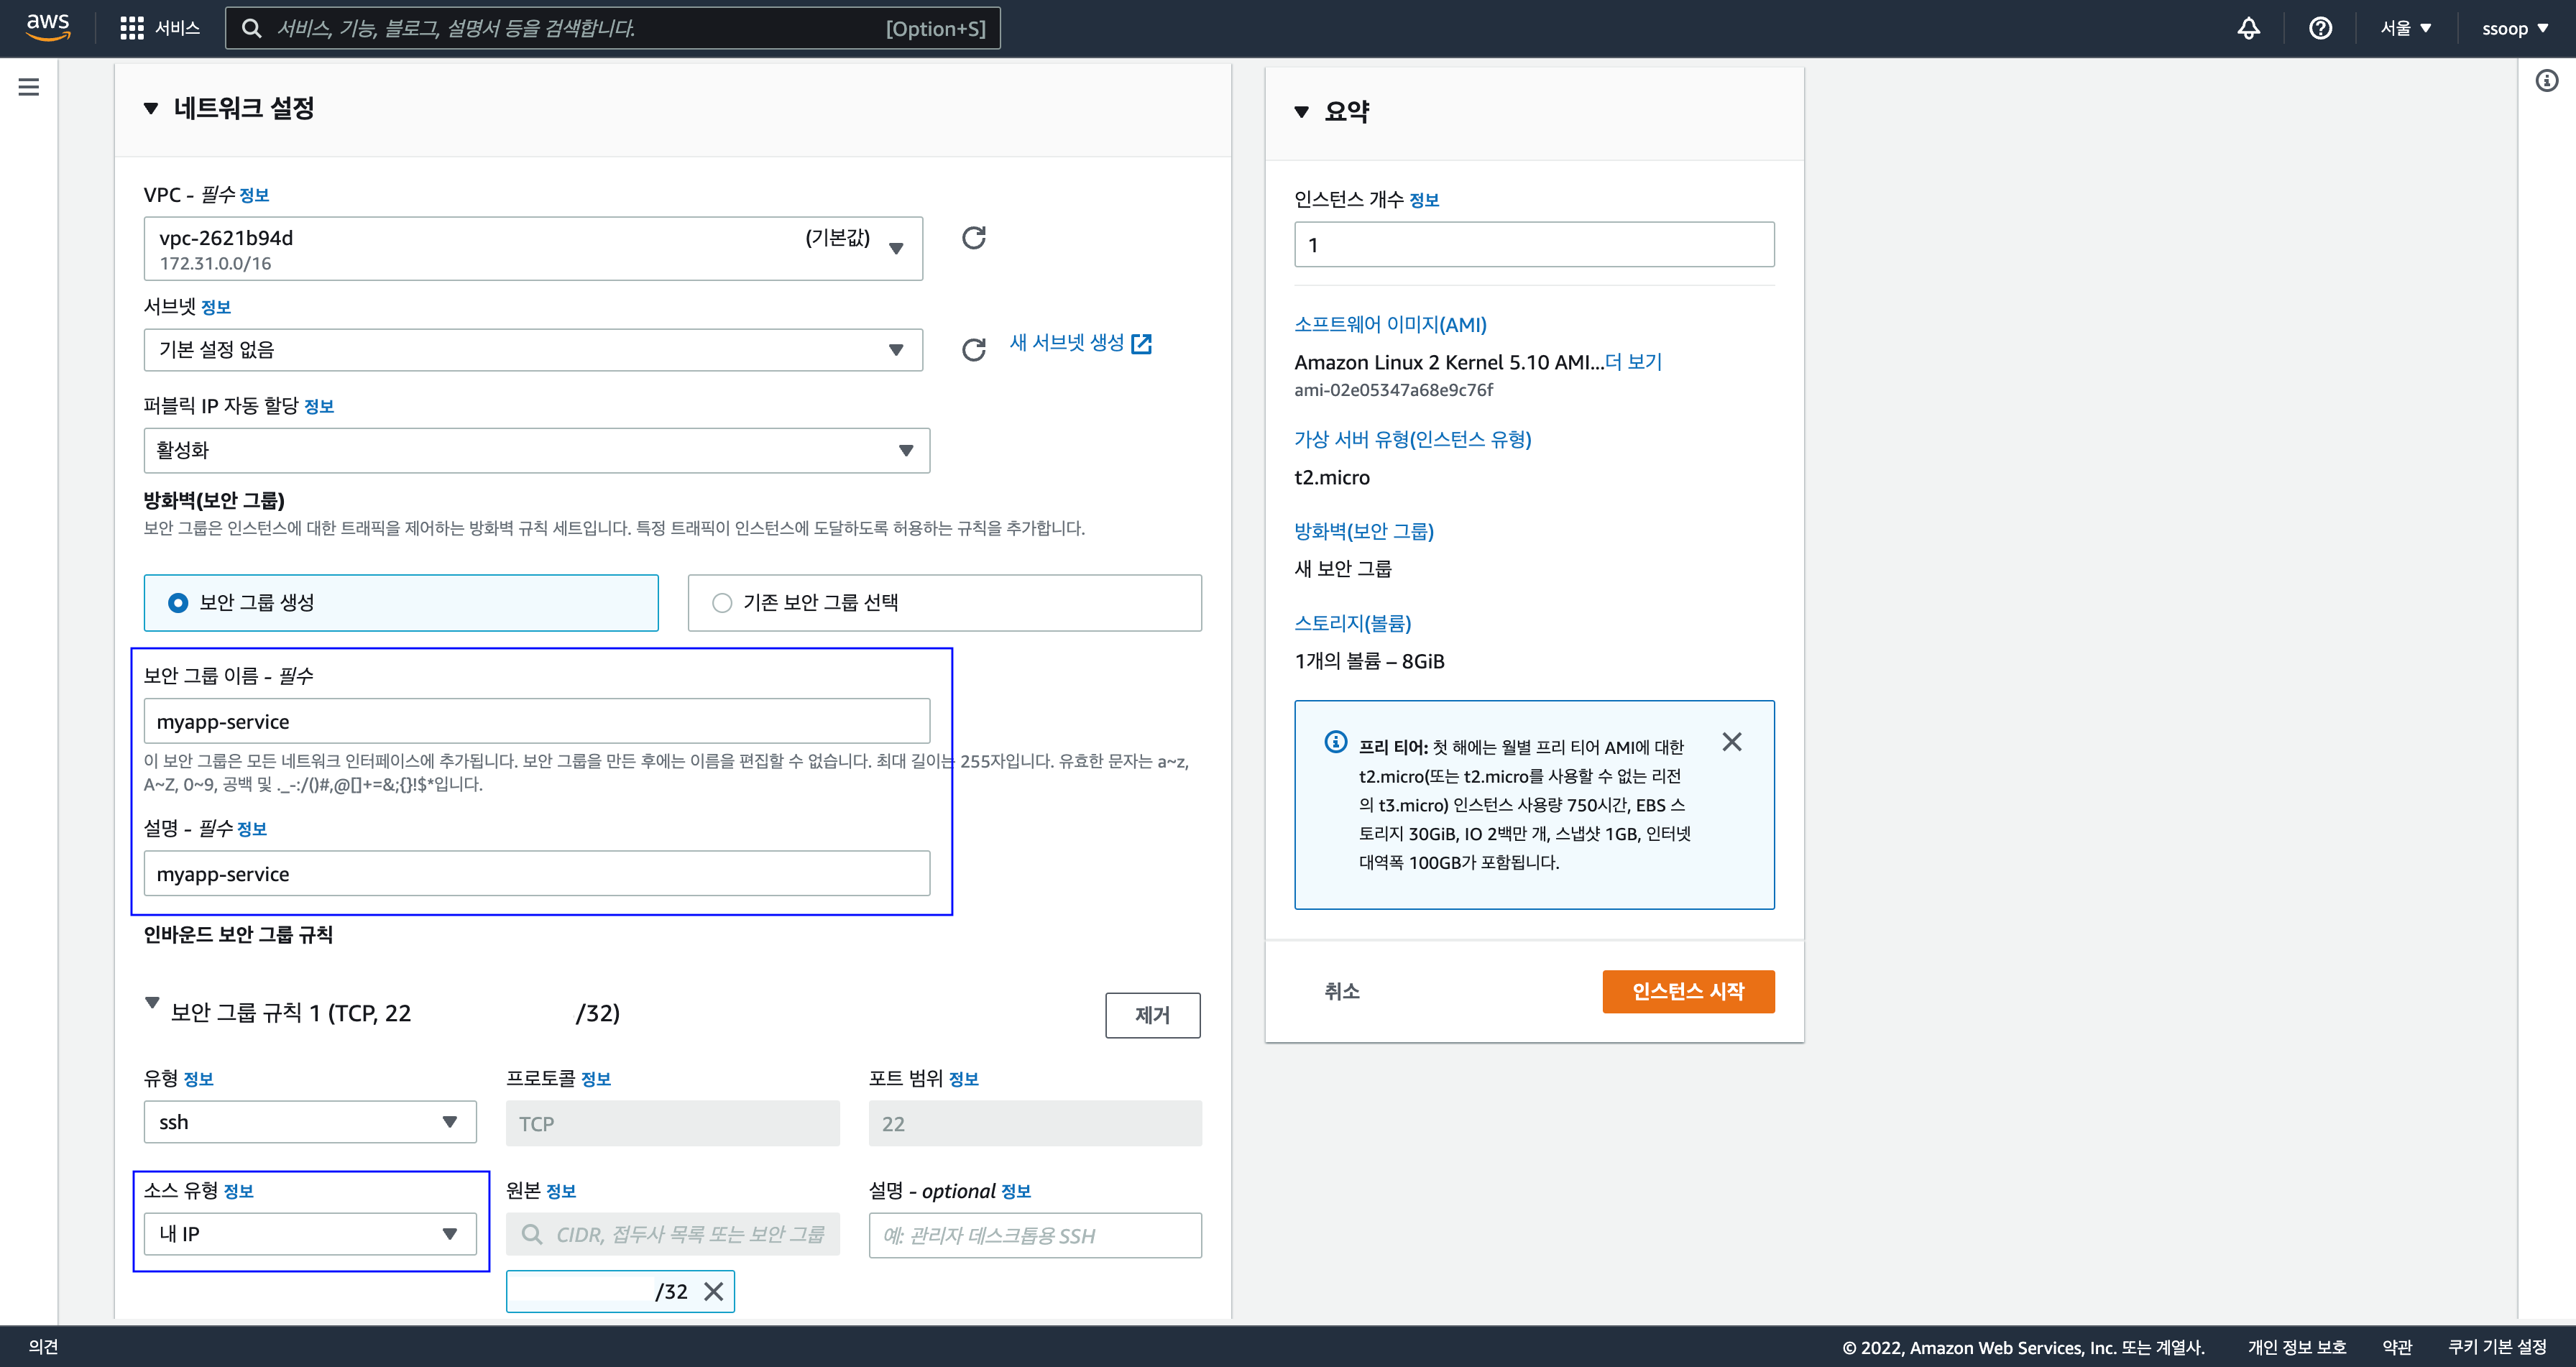 aws
서비스
서비스, 기능, 블로그, 설명서 등을 검색합니다.
[Option+S]
서울
ssoop
네트워크 설정
VPC - 필수 정보
vpc-2621b94d
(기본값)
172.31.0.0/16
서브넷 정보
기본 설정 없음
새 서브넷 생성
퍼블릭 IP 자동 할당 정보
활성화
방화벽(보안 그룹)
보안 그룹은 인스턴스에 대한 트래픽을 제어하는 방화벽 규칙 세트입니다. 특정 트래픽이 인스턴스에 도달하도록 허용하는 규칙을 추가합니다.
보안 그룹 생성
기존 보안 그룹 선택
보안 그룹 이름 - 필수
myapp-service
이 보안 그룹은 모든 네트워크 인터페이스에 추가됩니다. 보안 그룹을 만든 후에는 이름을 편집할 수 없습니다. 최대 길이는 255자입니다. 유효한 문자는 a~z,
A~Z, 0~9, 공백 및 ._-:/()#,@[]+=&;{}!$*입니다.
설명 - 필수 정보
myapp-service
인바운드 보안 그룹 규칙
보안 그룹 규칙 1 (TCP, 22 /32)
제거
유형 정보
프로토콜 정보
포트 범위 정보
ssh
TCP
22
소스 유형 정보
원본 정보
설명 - optional 정보
내 IP
CIDR, 접두사 목록 또는 보안 그룹
예: 관리자 데스크톱용 SSH
/32
요약
인스턴스 개수 정보
1
소프트웨어 이미지(AMI)
Amazon Linux 2 Kernel 5.10 AMI...더 보기
ami-02e05347a68e9c76f
가상 서버 유형(인스턴스 유형)
t2.micro
방화벽(보안 그룹)
새 보안 그룹
스토리지(볼륨)
1개의 볼륨 – 8GiB
프리 티어: 첫 해에는 월별 프리 티어 AMI에 대한
t2.micro(또는 t2.micro를 사용할 수 없는 리전
의 t3.micro) 인스턴스 사용량 750시간, EBS 스
토리지 30GiB, IO 2백만 개, 스냅샷 1GB, 인터넷
대역폭 100GB가 포함됩니다.
취소
인스턴스 시작
의견
© 2022, Amazon Web Services, Inc. 또는 계열사.
개인 정보 보호
약관
쿠키 기본 설정